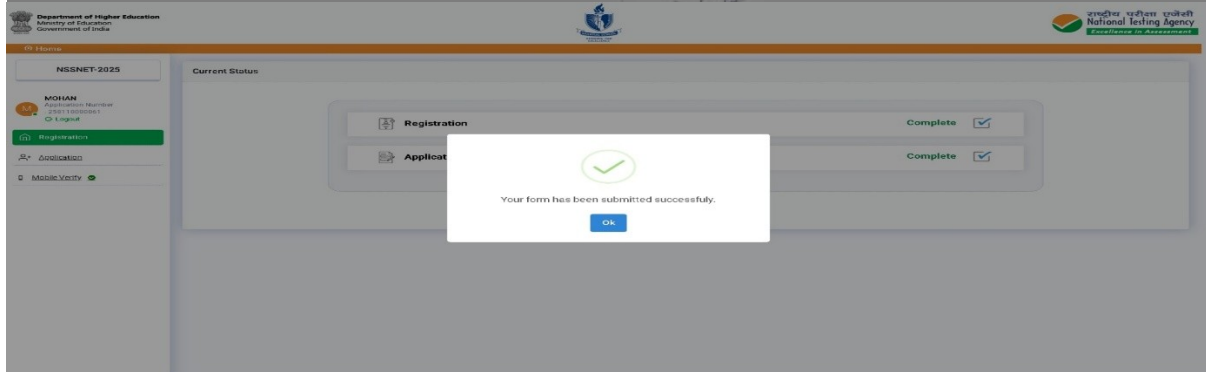 Department of Higher Education
Ministry of Education
Government of India
राष्ट्रीय परीक्षा एजेंसी
National Testing Agency
Excellence in Assessment
Home
NSSNET-2025
Current Status
MOHAN
Application Number
Logout
Registration
Application
Mobile Verify
Registration
Complete
Applicat
Complete
Your form has been submitted successfuly.
Ok